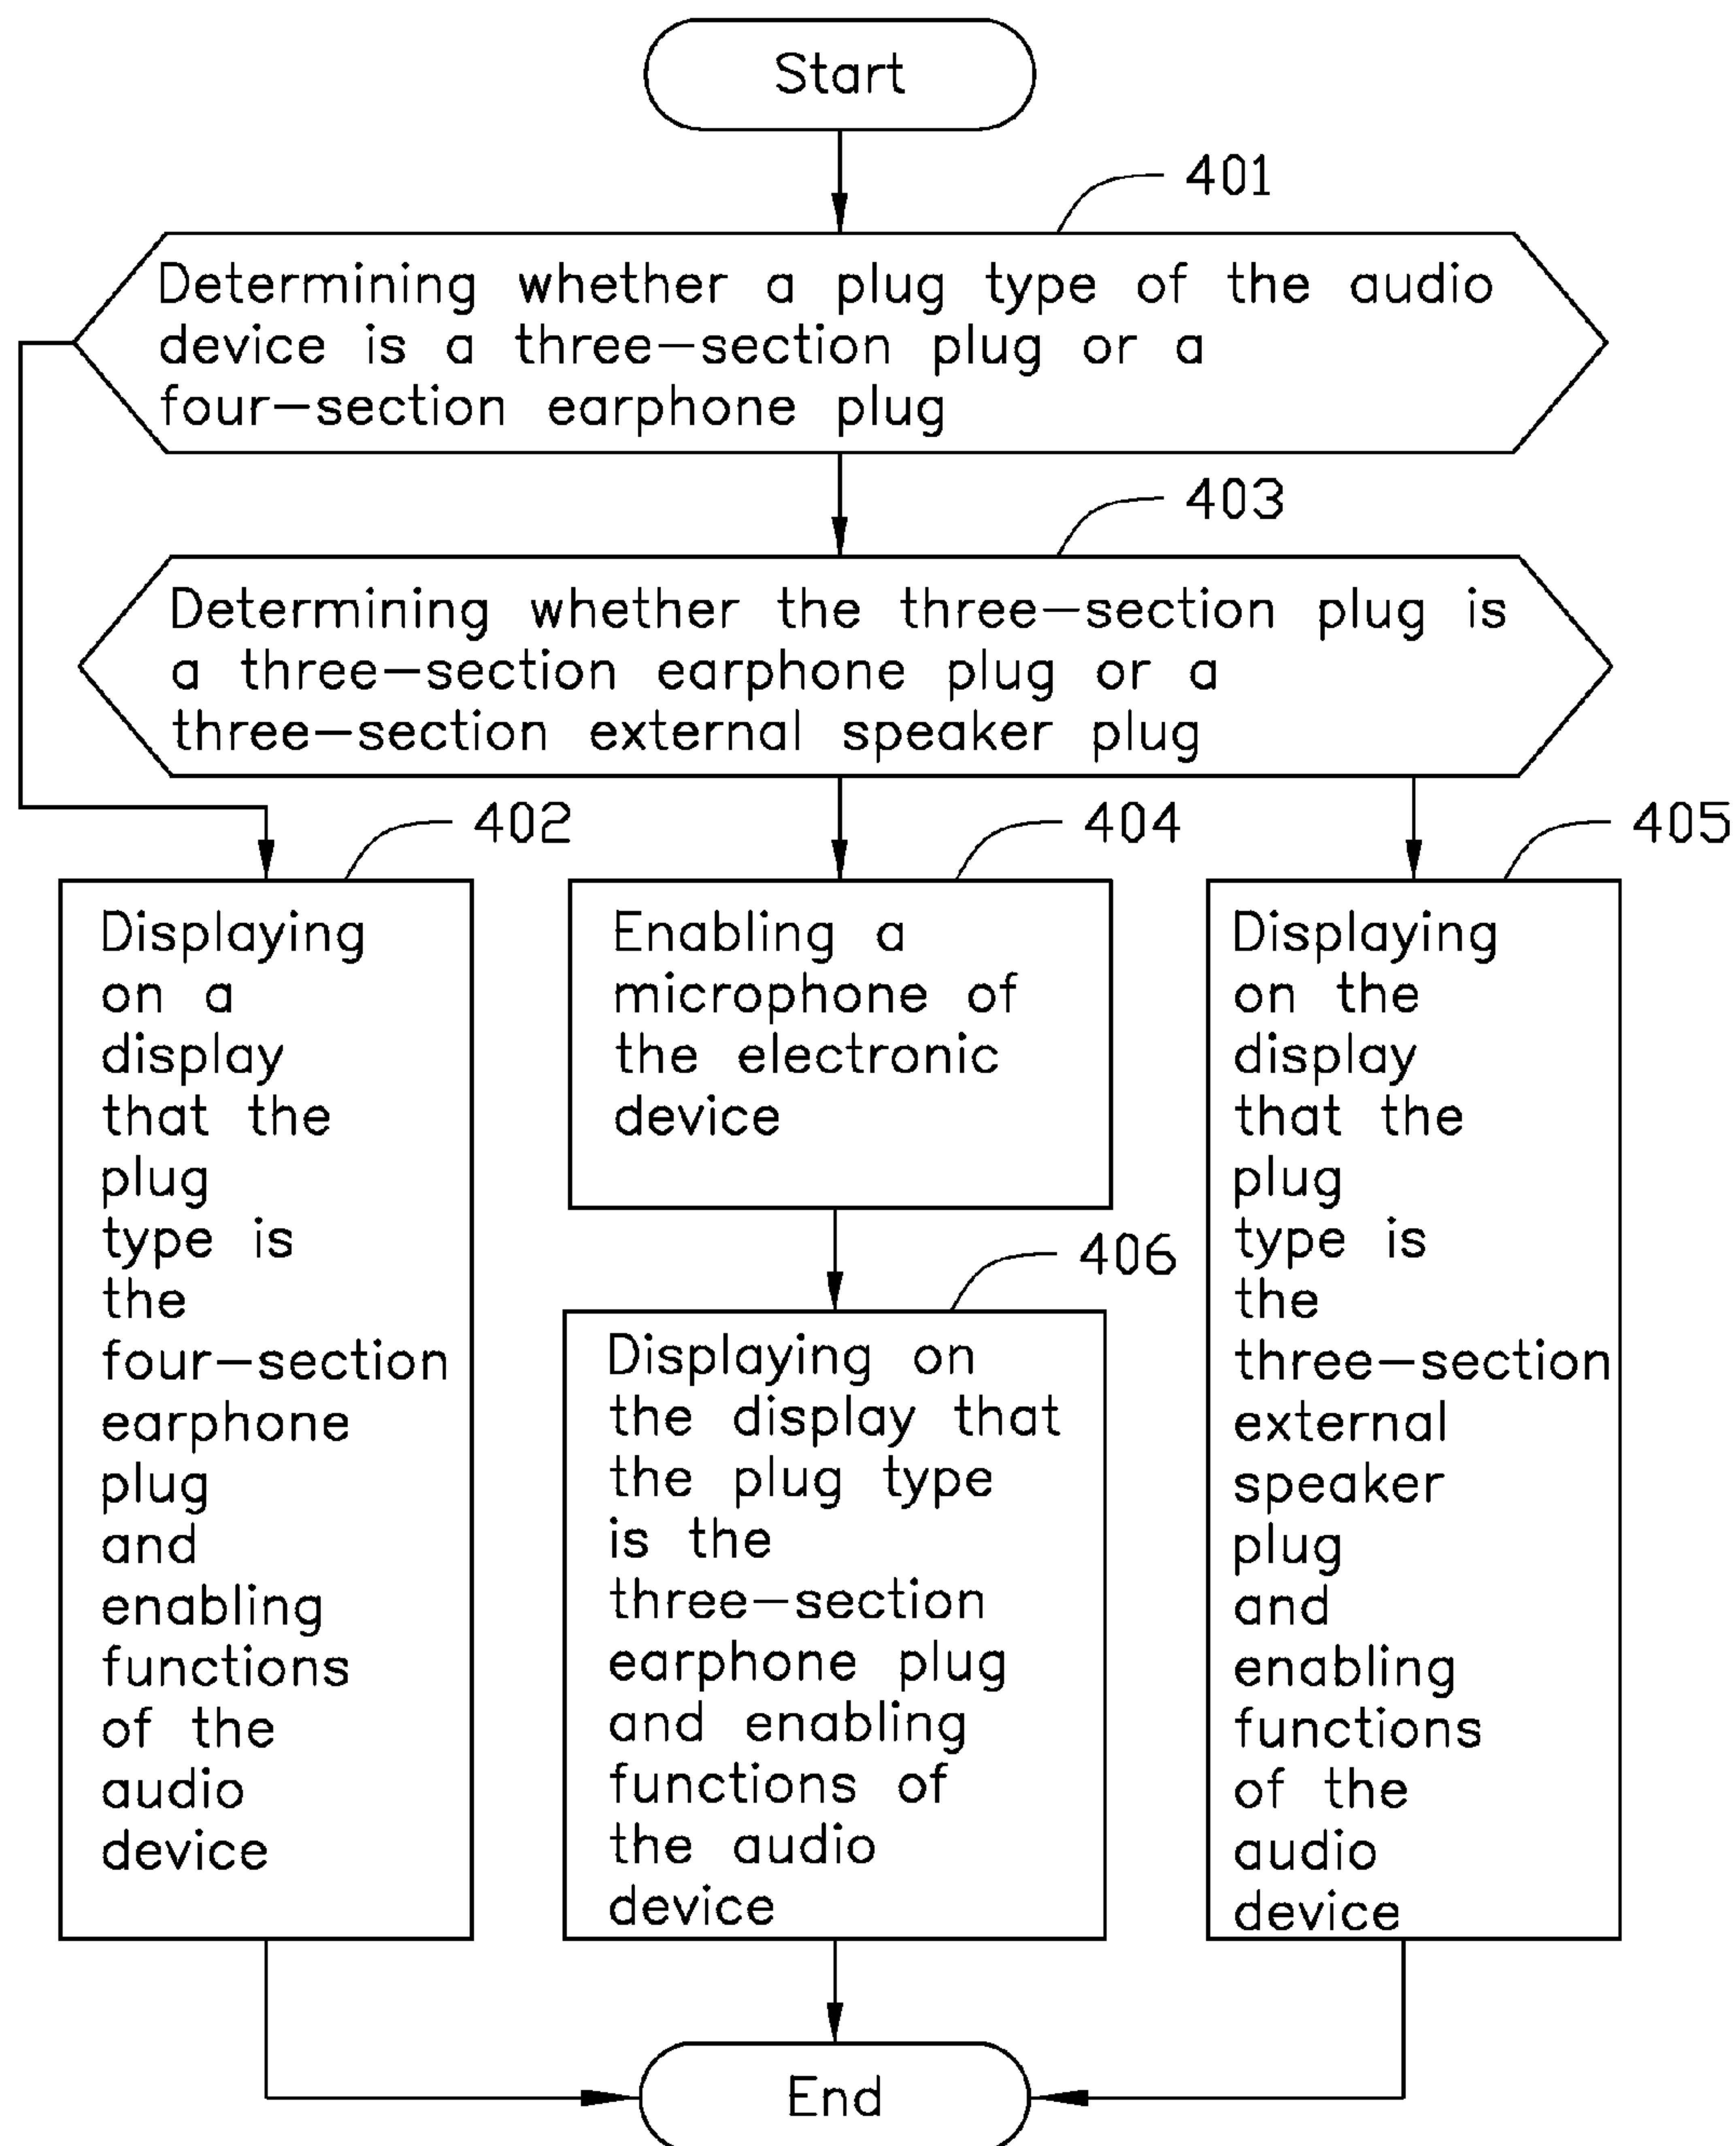 Start
401
Determining whether a plug type of the audio
device is a three-section plug or a
four-section earphone plug
403
Determining whether the three-section plug is
a three-section earphone plug or a
three-section external speaker plug
402
Displaying
on a
display
that the
plug
type is
the
four-section
earphone
plug
and
enabling
functions
of the
audio
device
404
Enabling a
microphone of
the electronic
device
406
Displaying on
the display that
the plug type
is the
three-section
earphone plug
and enabling
functions of
the audio
device
405
Displaying
on the
display
that the
plug
type is
the
three-section
external
speaker
plug
and
enabling
functions
of the
audio
device
End